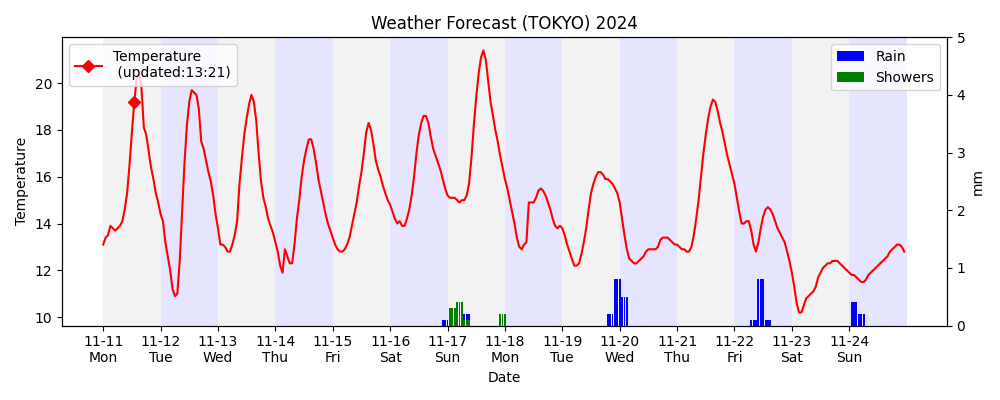 Weather Forecast (TOKYO) 2024
Temperature
(updated:13:21)
Rain
Showers
Temperature
20
18
16
14
12
10
5
4
3
2
1
0
mm
11-11 11-12 11-13 11-14 11-15 11-16 11-17 11-18 11-19 11-20 11-21 11-22 11-23 11-24
Mon Tue Wed Thu Fri Sat Sun Mon Tue Wed Thu Fri Sat Sun
Date